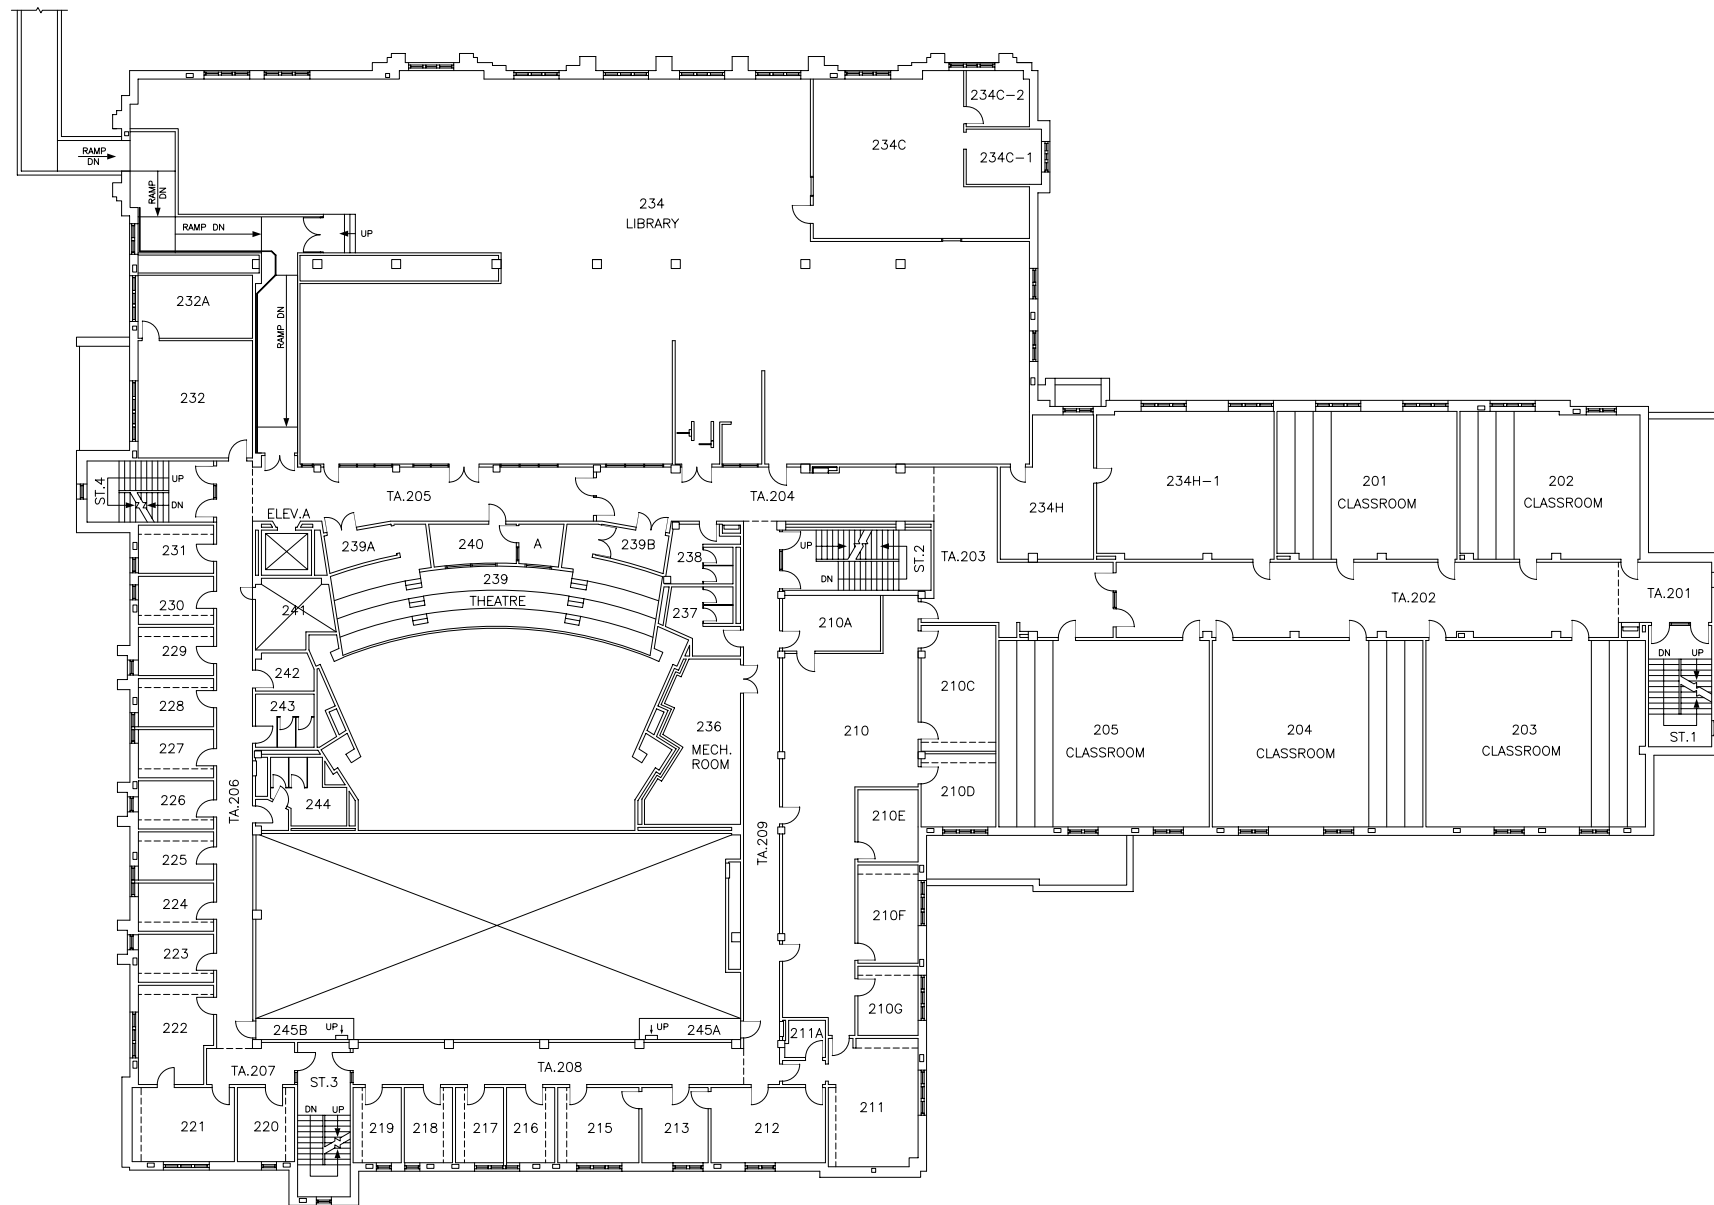 234C-2
234C
234C-1
RAMP
DN
RAMP
DN
RAMP DN
UP
234
LIBRARY
232A
RAMP DN
232
ST.4
UP
DN
TA.205
TA.204
234H
234H-1
201
CLASSROOM
202
CLASSROOM
ELEV.A
239A
240
A
239B
238
UP
DN
ST.2
TA.203
231
239
THEATRE
230
241
237
210A
TA.202
TA.201
229
242
DN
UP
228
243
210C
227
236
MECH.
ROOM
210
205
CLASSROOM
204
CLASSROOM
203
CLASSROOM
ST.1
226
TA.206
244
210D
210E
225
TA.209
224
210F
223
222
245B
UP
UP
245A
211A
210G
TA.207
ST.3
TA.208
DN
UP
221
220
219
218
217
216
215
213
212
211